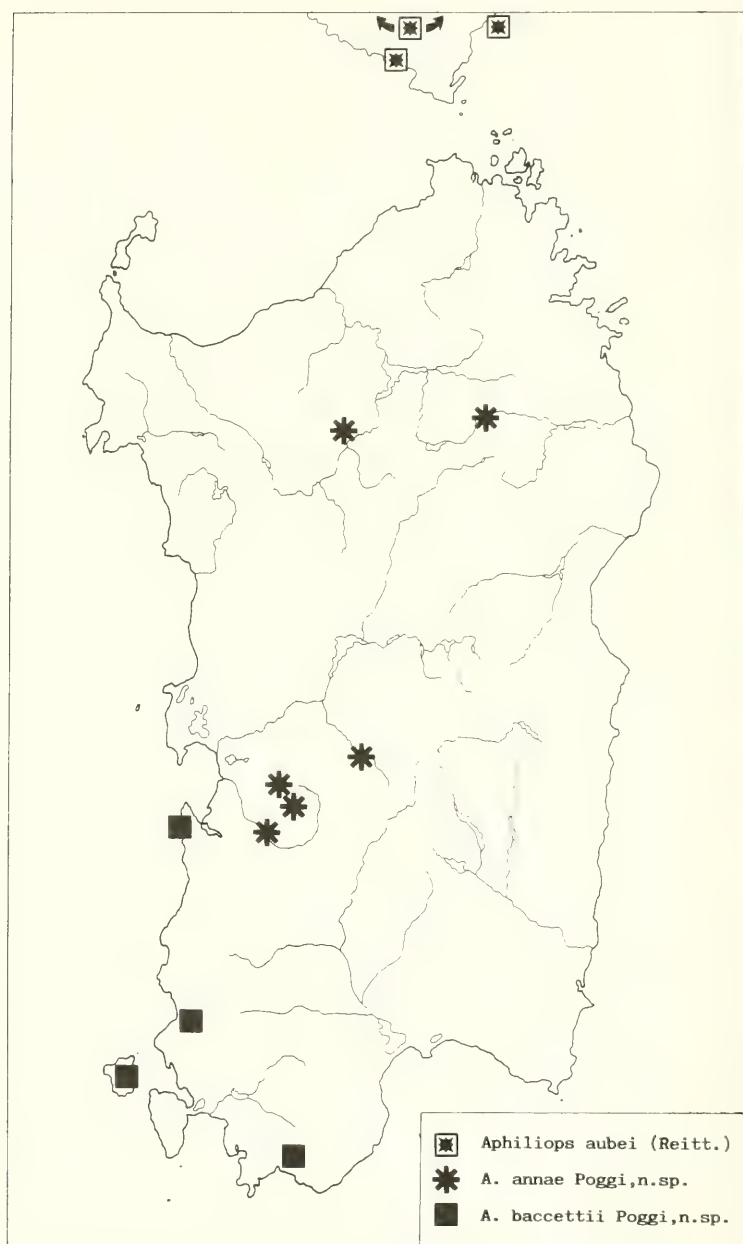 Aphiliops aubei (Reitt.)
A. annae Poggi,n.sp.
A. baccettii Poggi,n.sp.